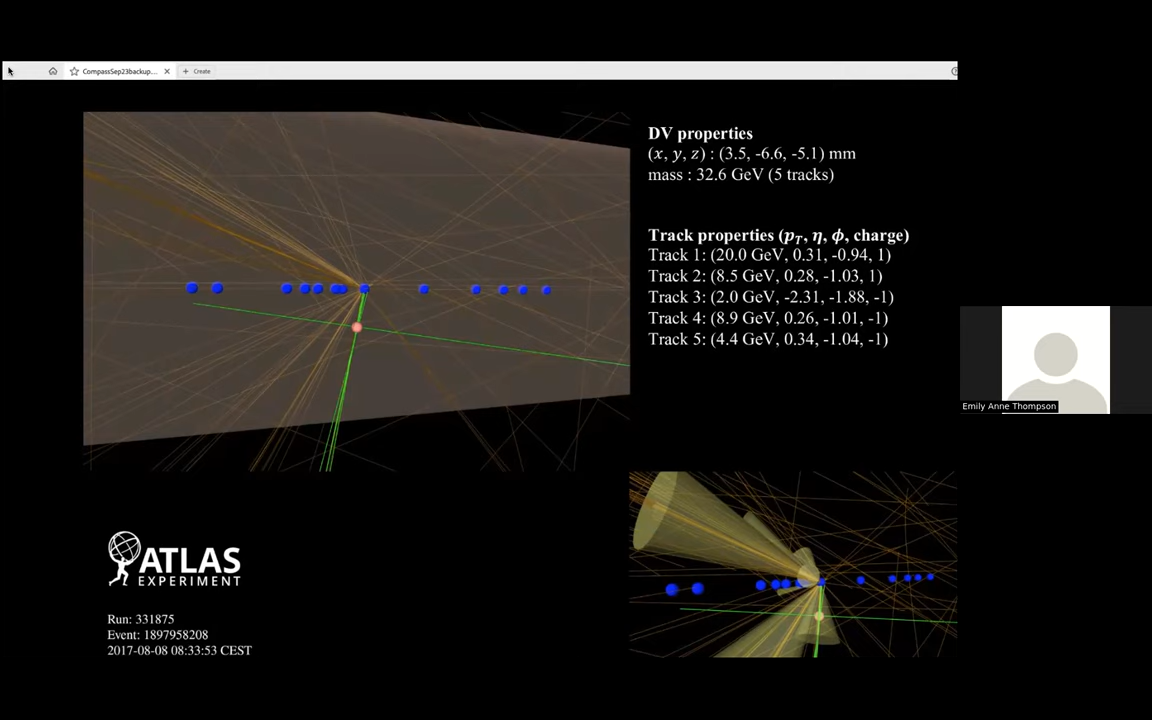 CompassSep23backup...
Create
DV properties
(x, y, z) : (3.5, -6.6, -5.1) mm
mass : 32.6 GeV (5 tracks)
Track properties (pT, η, ϕ, charge)
Track 1: (20.0 GeV, 0.31, -0.94, 1)
Track 2: (8.5 GeV, 0.28, -1.03, 1)
Track 3: (2.0 GeV, -2.31, -1.88, -1)
Track 4: (8.9 GeV, 0.26, -1.01, -1)
Track 5: (4.4 GeV, 0.34, -1.04, -1)
Emily Anne Thompson
ATLAS
EXPERIMENT
Run: 331875
Event: 1897958208
2017-08-08 08:33:53 CEST